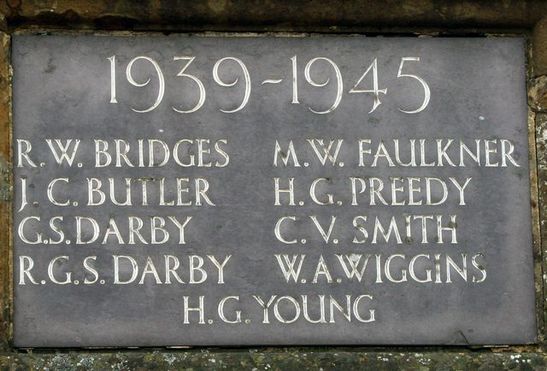 1939-1945
R.W. BRIDGES M.W. FAULKNER
J.C. BUTLER H.G. PREEDY
G.S. DARBY C.V. SMITH
R.G.S. DARBY W.A. WIGGINS
H.G. YOUNG